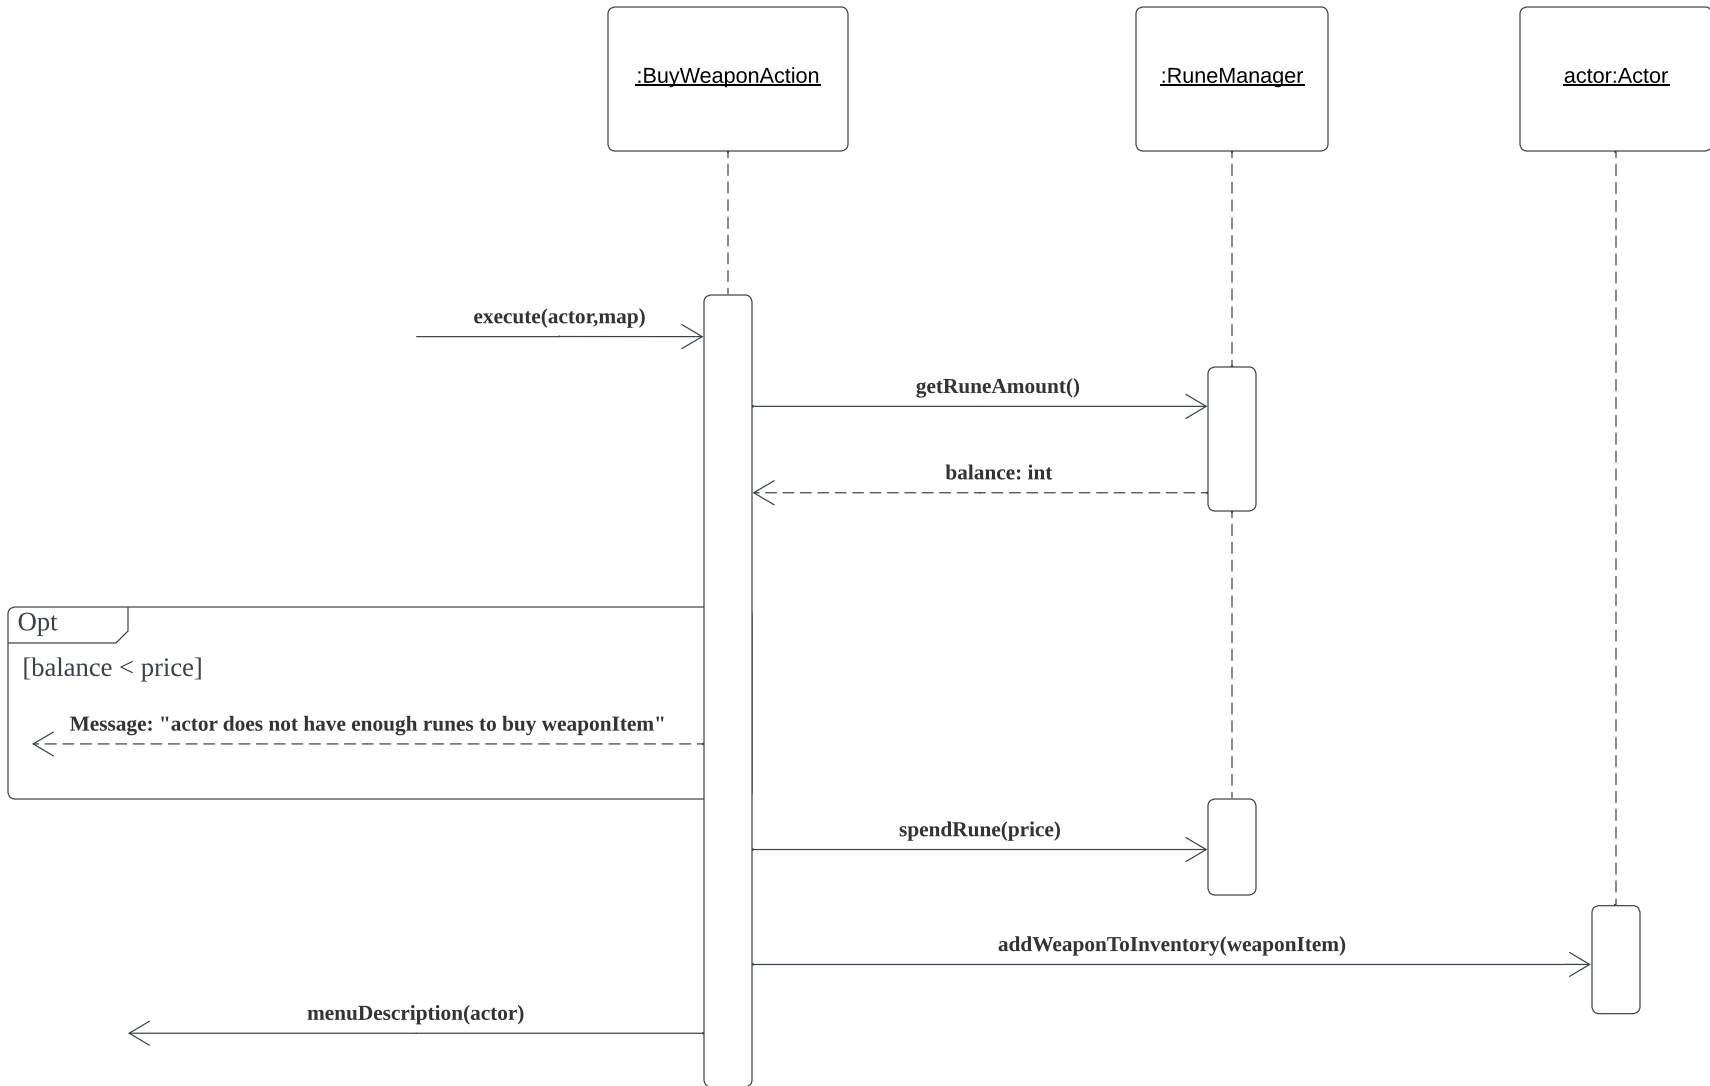 :BuyWeaponAction
:RuneManager
actor:Actor
execute(actor,map)
getRuneAmount()
balance: int
Opt
[balance < price]
Message: "actor does not have enough runes to buy weaponItem"
spendRune(price)
addWeaponToInventory(weaponItem)
menuDescription(actor)